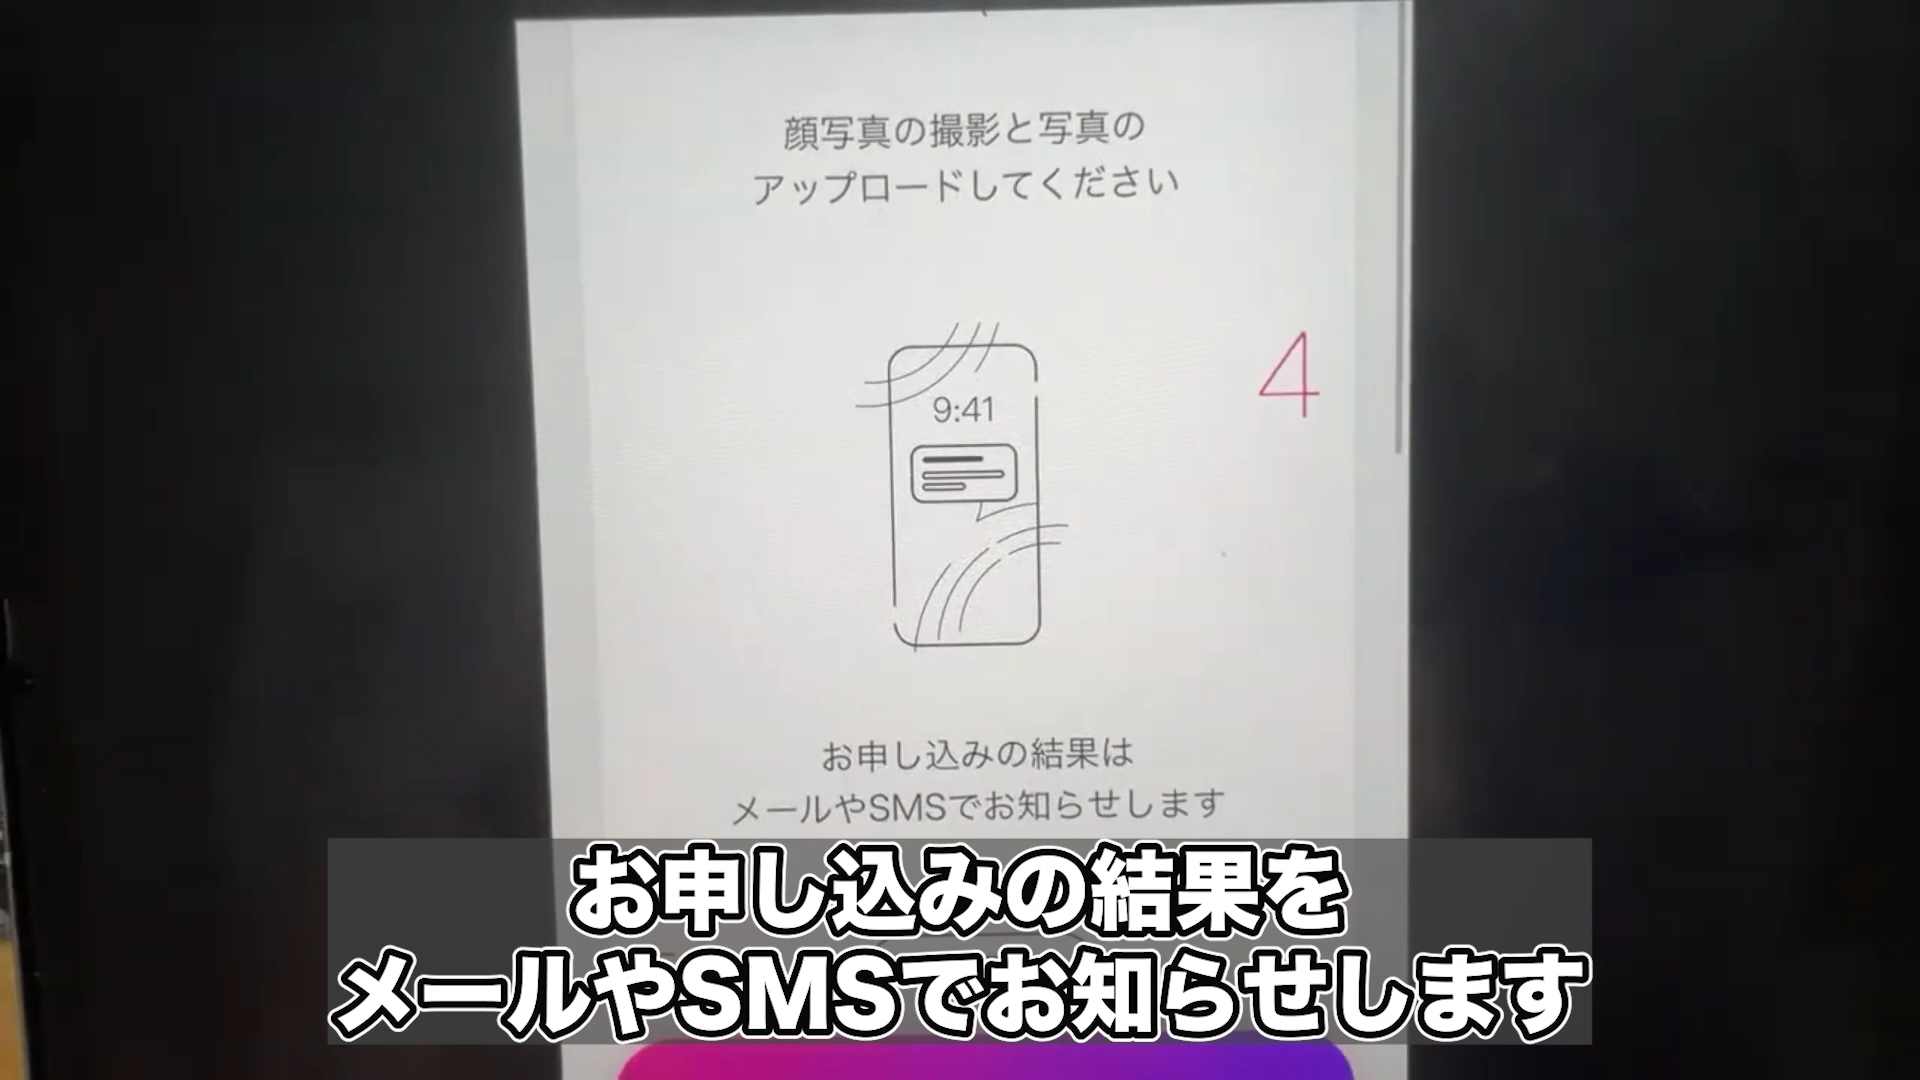 顔写真の撮影と写真の
アップロードしてください
4
9:41
お申し込みの結果は
メールやSMSでお知らせします
お申し込みの結果を
メールやSMSでお知らせします